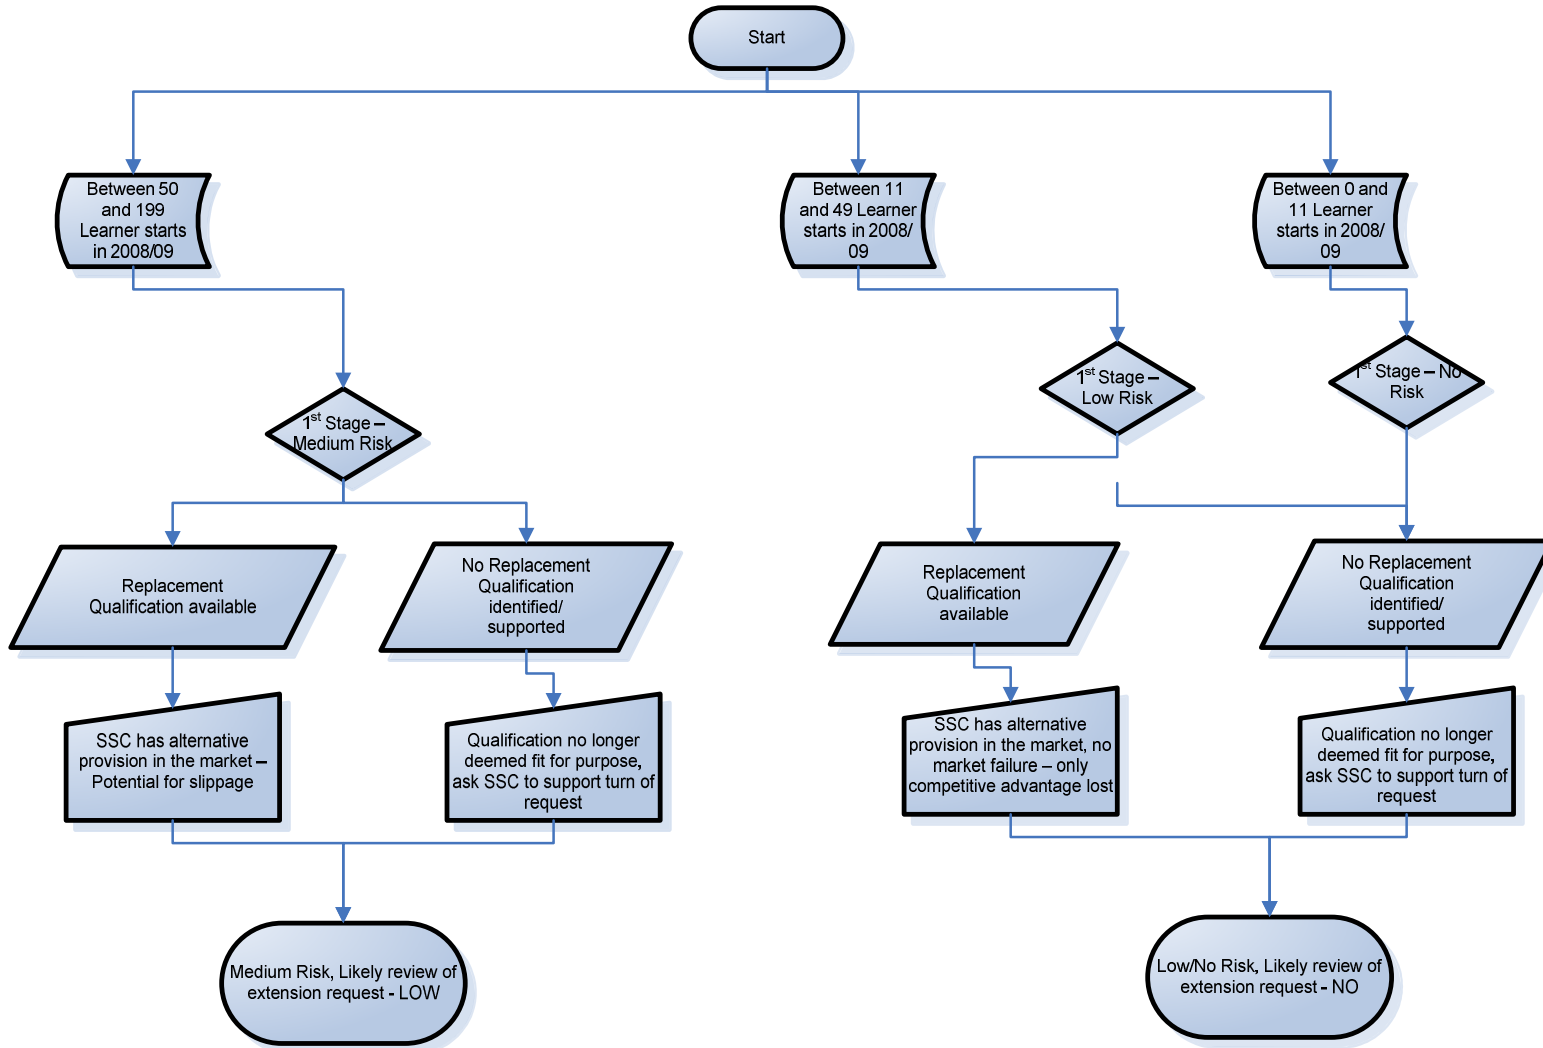 Start
Between 50
and 199
Learner starts
in 2008/09
Between 11
and 49 Learner
starts in 2008/
09
Between 0 and
11 Learner
starts in 2008/
09
1st Stage –
Medium Risk
1st Stage –
Low Risk
1st Stage – No
Risk
Replacement
Qualification available
No Replacement
Qualification
identified/
supported
Replacement
Qualification
available
No Replacement
Qualification
identified/
supported
SSC has alternative
provision in the market –
Potential for slippage
Qualification no longer
deemed fit for purpose,
ask SSC to support turn of
request
SSC has alternative
provision in the market, no
market failure – only
competitive advantage lost
Qualification no longer
deemed fit for purpose,
ask SSC to support turn of
request
Medium Risk, Likely review of
extension request - LOW
Low/No Risk, Likely review of
extension request - NO